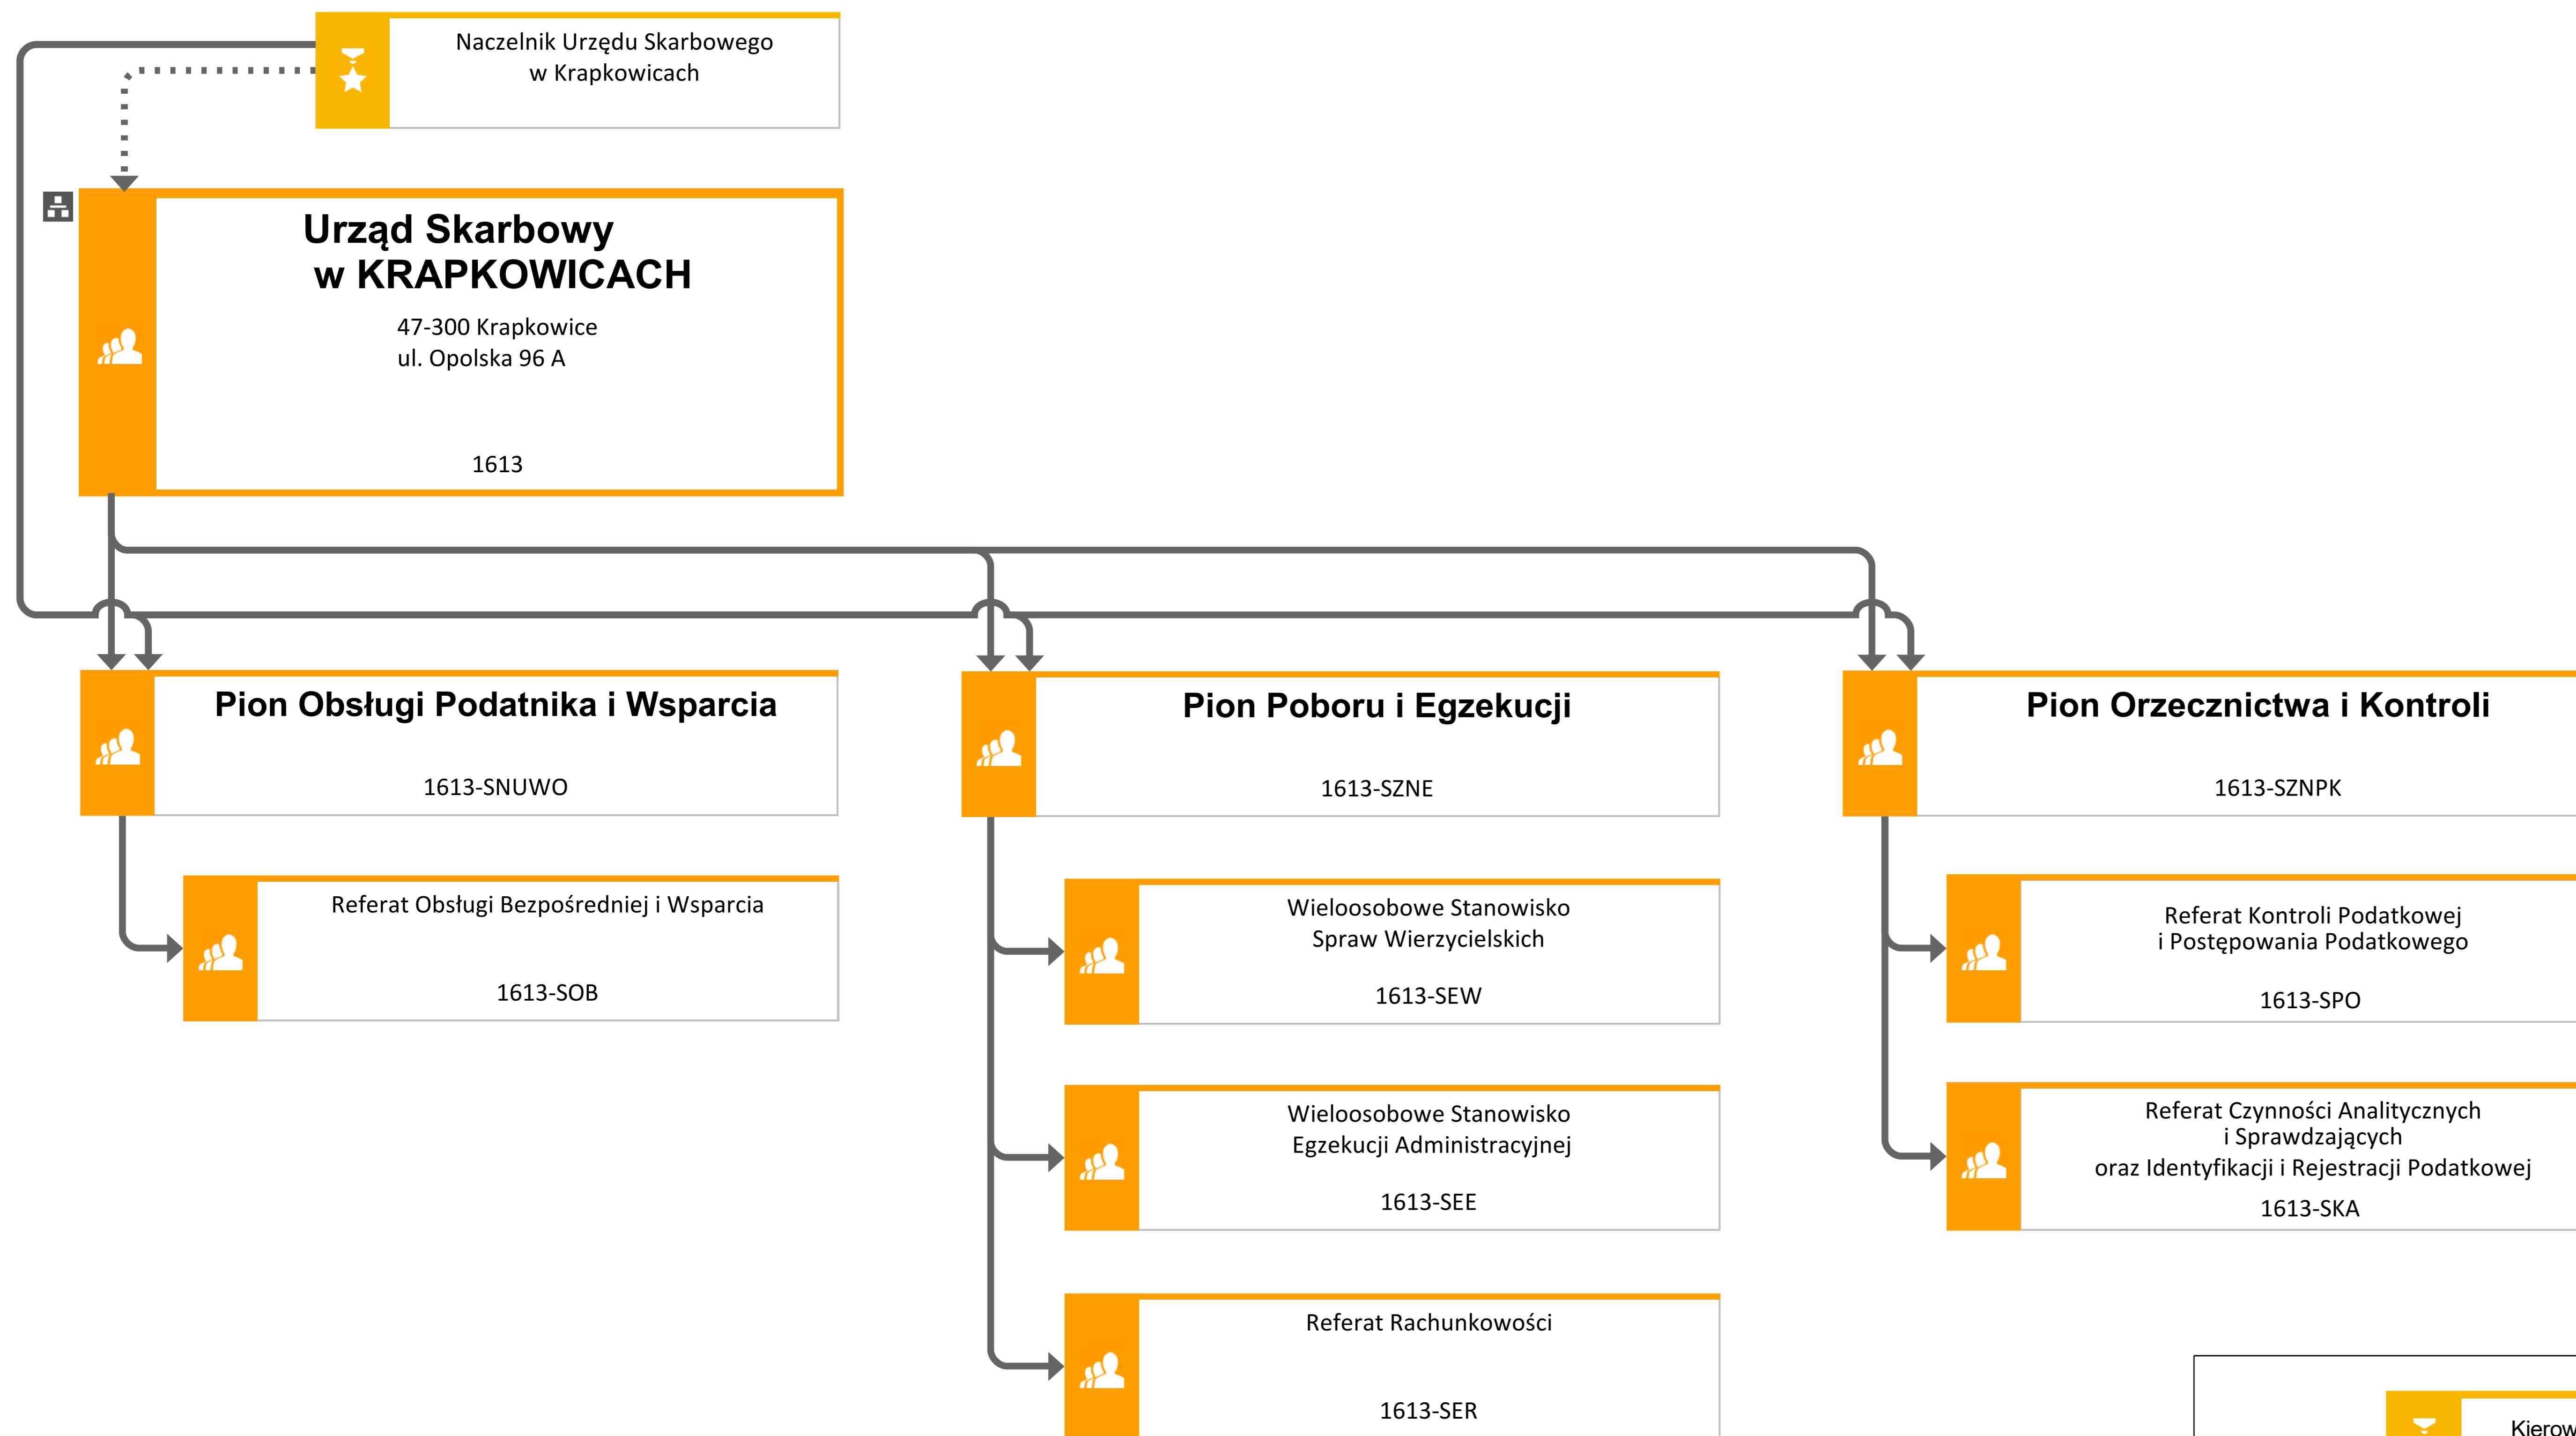 Naczelnik Urzędu Skarbowego
w Krapkowicach
Urząd Skarbowy
w KRAPKOWICACH
47-300 Krapkowice
ul. Opolska 96 A
1613
Pion Obsługi Podatnika i Wsparcia
1613-SNUWO
Referat Obsługi Bezpośredniej i Wsparcia
1613-SOB
Pion Poboru i Egzekucji
1613-SZNE
Wieloosobowe Stanowisko
Spraw Wierzycielskich
1613-SEW
Wieloosobowe Stanowisko
Egzekucji Administracyjnej
1613-SEE
Referat Rachunkowości
1613-SER
Pion Orzecznictwa i Kontroli
1613-SZNPK
Referat Kontroli Podatkowej
i Postępowania Podatkowego
1613-SPO
Referat Czynności Analitycznych
i Sprawdzających
oraz Identyfikacji i Rejestracji Podatkowej
1613-SKA